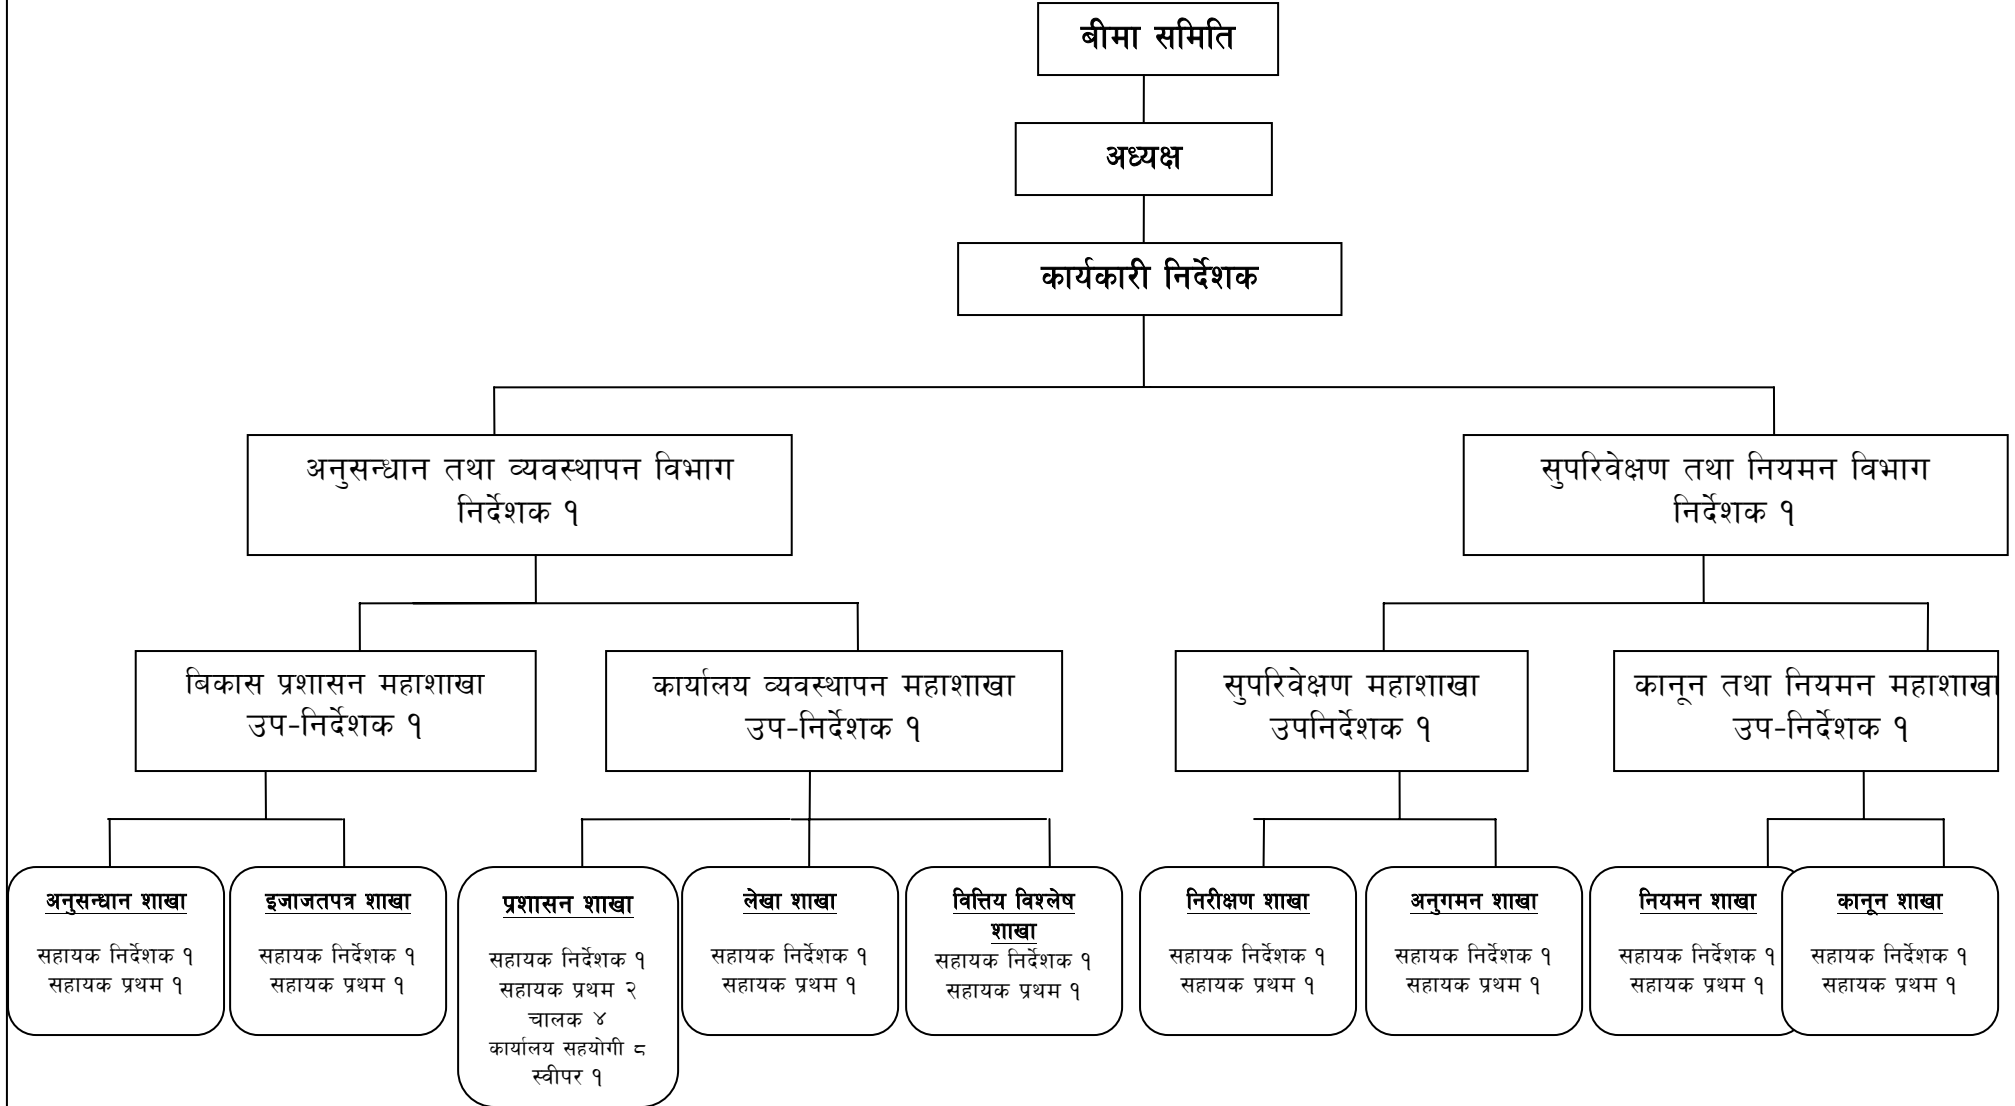 बीमा समिति
अध्यक्ष
कार्यकारी निर्देशक
अनुसन्धान तथा व्यवस्थापन विभाग
निर्देशक १
सुपरिवेक्षण तथा नियमन विभाग
निर्देशक १
बिकास प्रशासन महाशाखा
उप-निर्देशक १
कार्यालय व्यवस्थापन महाशाखा
उप-निर्देशक १
सुपरिवेक्षण महाशाखा
उपनिर्देशक १
कानून तथा नियमन महाशाखा
उप-निर्देशक १
अनुसन्धान शाखा
सहायक निर्देशक १
सहायक प्रथम १
इजाजतपत्र शाखा
सहायक निर्देशक १
सहायक प्रथम १
प्रशासन शाखा
सहायक निर्देशक १
सहायक प्रथम २
चालक ४
कार्यालय सहयोगी ८
स्वीपर १
लेखा शाखा
सहायक निर्देशक १
सहायक प्रथम १
वित्तिय विश्लेष
शाखा
सहायक निर्देशक १
सहायक प्रथम १
निरीक्षण शाखा
सहायक निर्देशक १
सहायक प्रथम १
अनुगमन शाखा
सहायक निर्देशक १
सहायक प्रथम १
नियमन शाखा
सहायक निर्देशक १
सहायक प्रथम १
कानून शाखा
सहायक निर्देशक १
सहायक प्रथम १